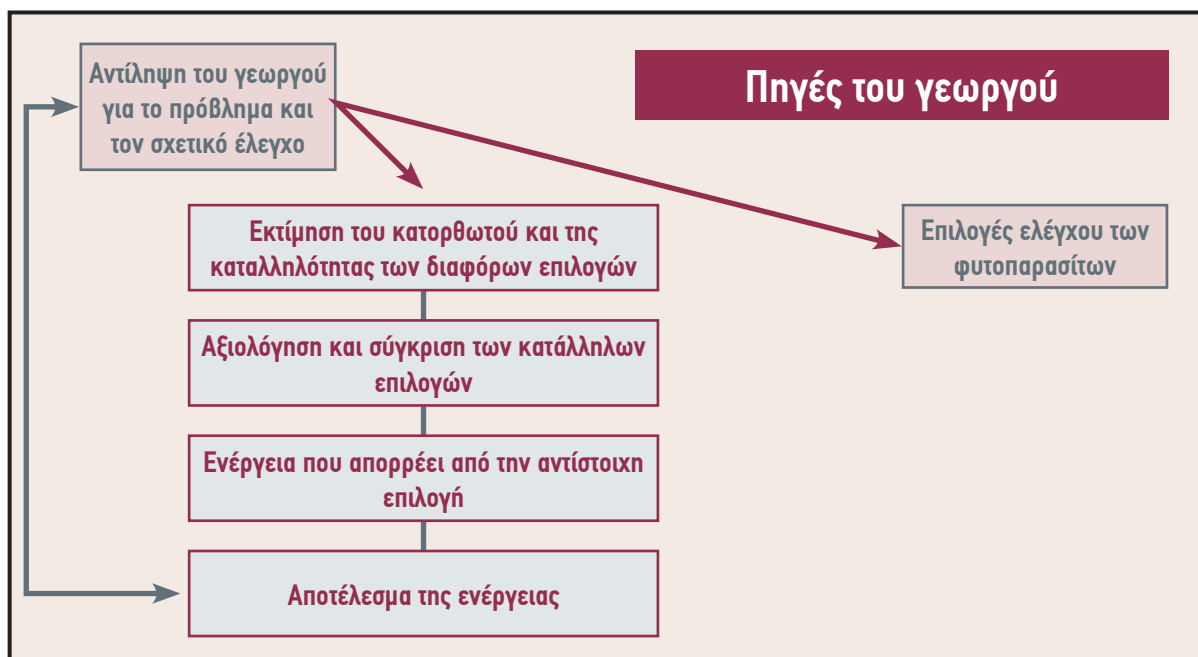 Αντίληψη του γεωργού
για το πρόβλημα και
τον σχετικό έλεγχο
Πηγές του γεωργού
Εκτίμηση του κατορθωτού και της
καταλληλότητας των διαφόρων επιλογών
Επιλογές ελέγχου των
φυτοπαρασίτων
Αξιολόγηση και σύγκριση των κατάλληλων
επιλογών
Ενέργεια που απορρέει από την αντίστοιχη
επιλογή
Αποτέλεσμα της ενέργειας